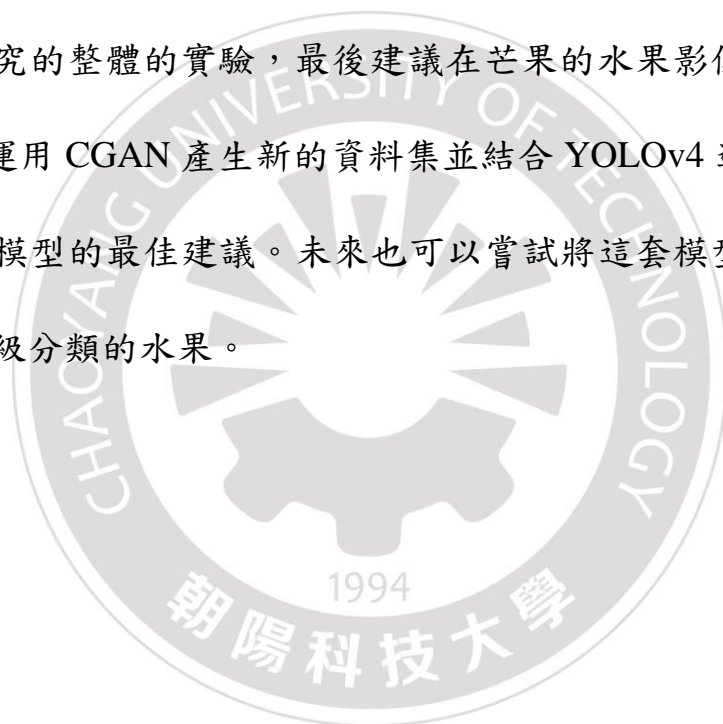 究的整體的實驗，最後建議在芒果的水果影像
運用 CGAN 產生新的資料集並結合 YOLOv4
模型的最佳建議。未來也可以嘗試將這套模型
級分類的水果。
CHAOYANG UNIVERSITY OF TECHNOLOGY
1994
朝陽科技大學